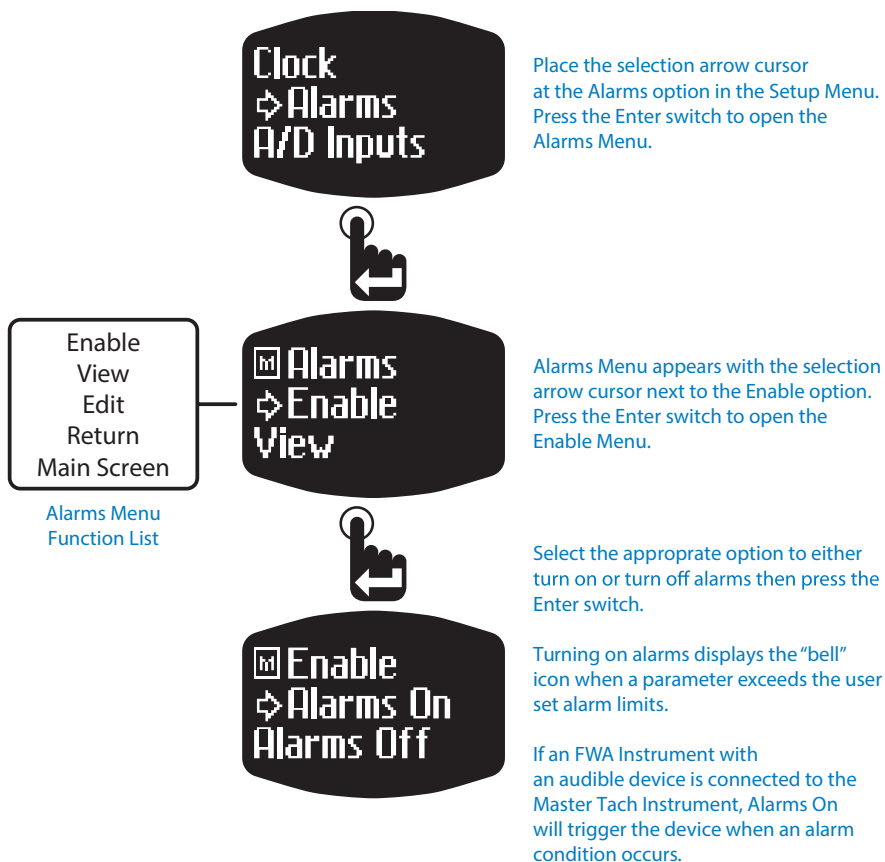 Clock
Alarms
A/D Inputs
Place the selection arrow cursor
at the Alarms option in the Setup Menu.
Press the Enter switch to open the
Alarms Menu.
Enable
View
Edit
Return
Main Screen
Alarms Menu
Function List
M Alarms
Enable
View
Alarms Menu appears with the selection
arrow cursor next to the Enable option.
Press the Enter switch to open the
Enable Menu.
M Enable
Alarms On
Alarms Off
Select the approprate option to either
turn on or turn off alarms then press the
Enter switch.
Turning on alarms displays the “bell”
icon when a parameter exceeds the user
set alarm limits.
If an FWA Instrument with
an audible device is connected to the
Master Tach Instrument, Alarms On
will trigger the device when an alarm
condition occurs.